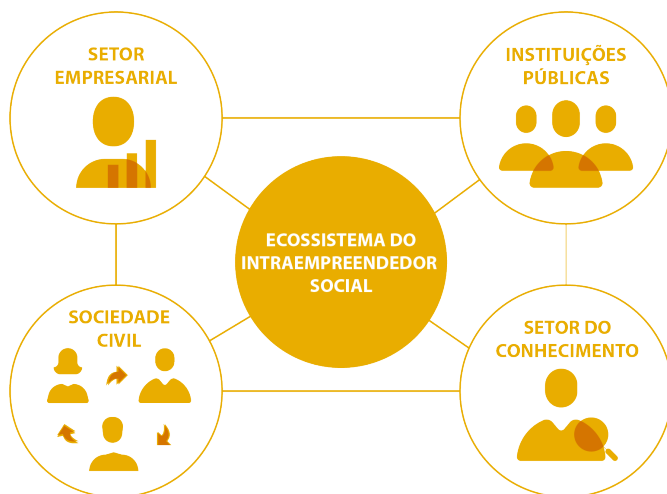 SETOR
EMPRESARIAL
INSTITUIÇÕES
PÚBLICAS
ECOSSISTEMA DO
INTRAEMPREENDEDOR
SOCIAL
SOCIEDADE
CIVIL
SETOR DO
CONHECIMENTO